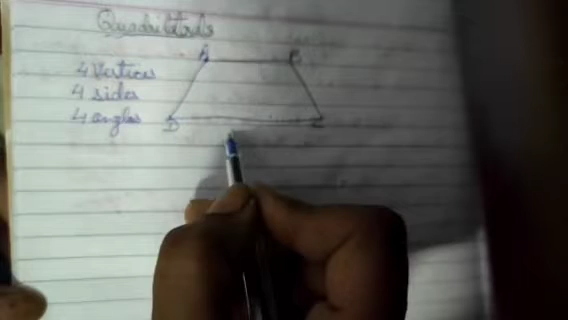 Quadrilaterals
A B
4 Vertices
4 sides
4 angles
D C